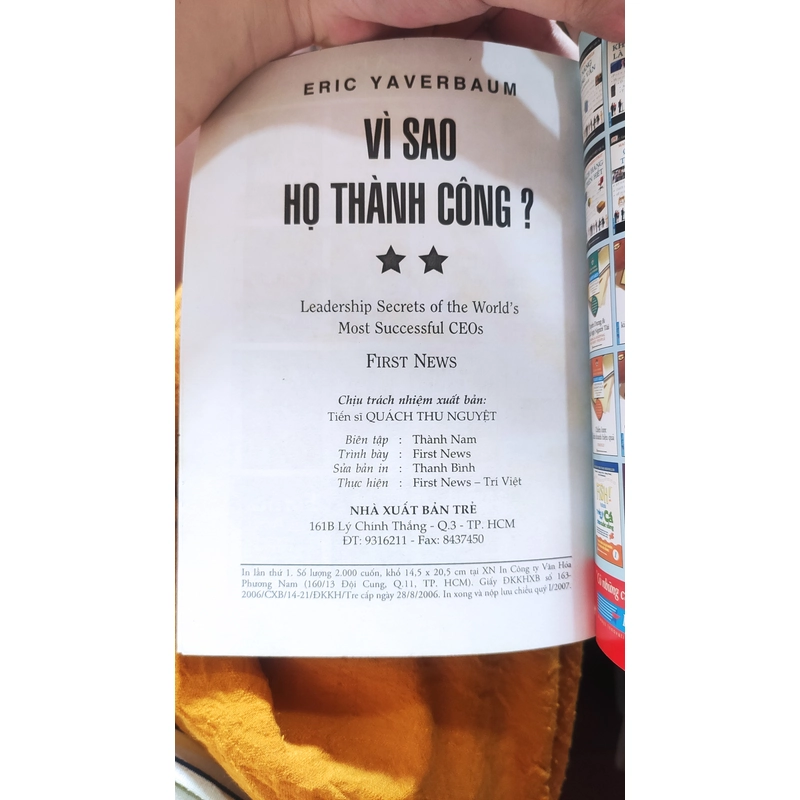 ERIC YAVERBAUM
VÌ SAO
HỌ THÀNH CÔNG ?
Leadership Secrets of the World's
Most Successful CEOs
FIRST NEWS
Chịu trách nhiệm xuất bản:
Tiến sĩ QUÁCH THU NGUYỆT
Biên tập : Thành Nam
Trình bày : First News
Sửa bản in : Thanh Bình
Thực hiện : First News – Trí Việt
NHÀ XUẤT BẢN TRẺ
161B Lý Chính Thắng - Q.3 - TP. HCM
ĐT: 9316211 - Fax: 8437450
In lần thứ 1. Số lượng 2.000 cuốn, khổ 14,5 x 20,5 cm tại XN In Công ty Văn Hóa
Phương Nam (160/13 Đội Cung, Q.11, TP. HCM). Giấy ĐKKHXB số 163-
2006/CXB/14-21/ĐKKH/Tre cấp ngày 28/8/2006. In xong và nộp lưu chiểu quý I/2007.